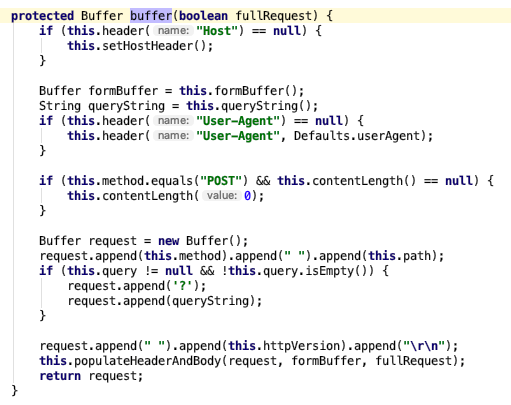 protected Buffer buffer(boolean fullRequest) {
    if (this.header( name: "Host") == null) {
        this.setHostHeader();
    }

    Buffer formBuffer = this.formBuffer();
    String queryString = this.queryString();
    if (this.header( name: "User-Agent") == null) {
        this.header( name: "User-Agent", Defaults.userAgent);
    }

    if (this.method.equals("POST") && this.contentLength() == null) {
        this.contentLength( value: 0);
    }

    Buffer request = new Buffer();
    request.append(this.method).append(" ").append(this.path);
    if (this.query != null && !this.query.isEmpty()) {
        request.append('?');
        request.append(queryString);
    }

    request.append(" ").append(this.httpVersion).append("\r\n");
    this.populateHeaderAndBody(request, formBuffer, fullRequest);
    return request;
}